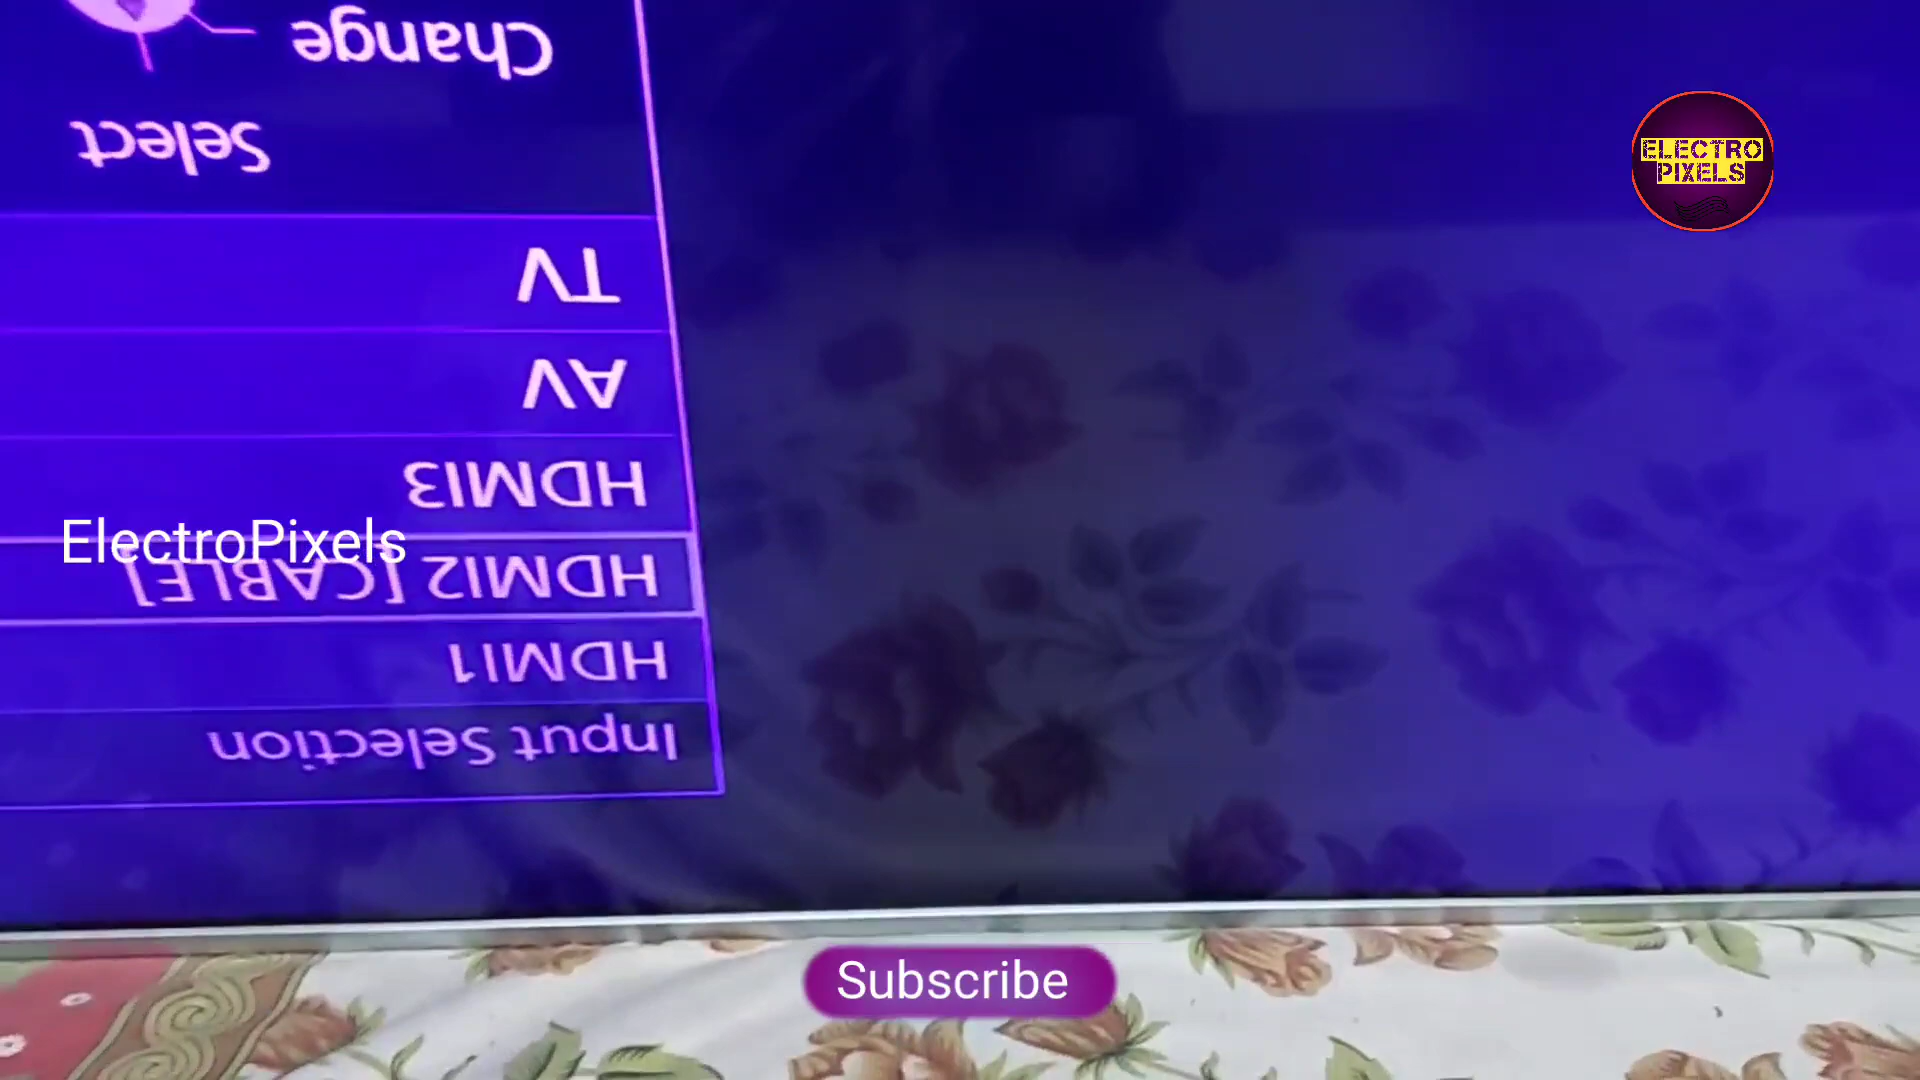 Input Selection
HDMI1
HDMI2 [CABLE]
HDMI3
AV
TV
Select
Change
ElectroPixels
ELECTRO
PIXELS
Subscribe